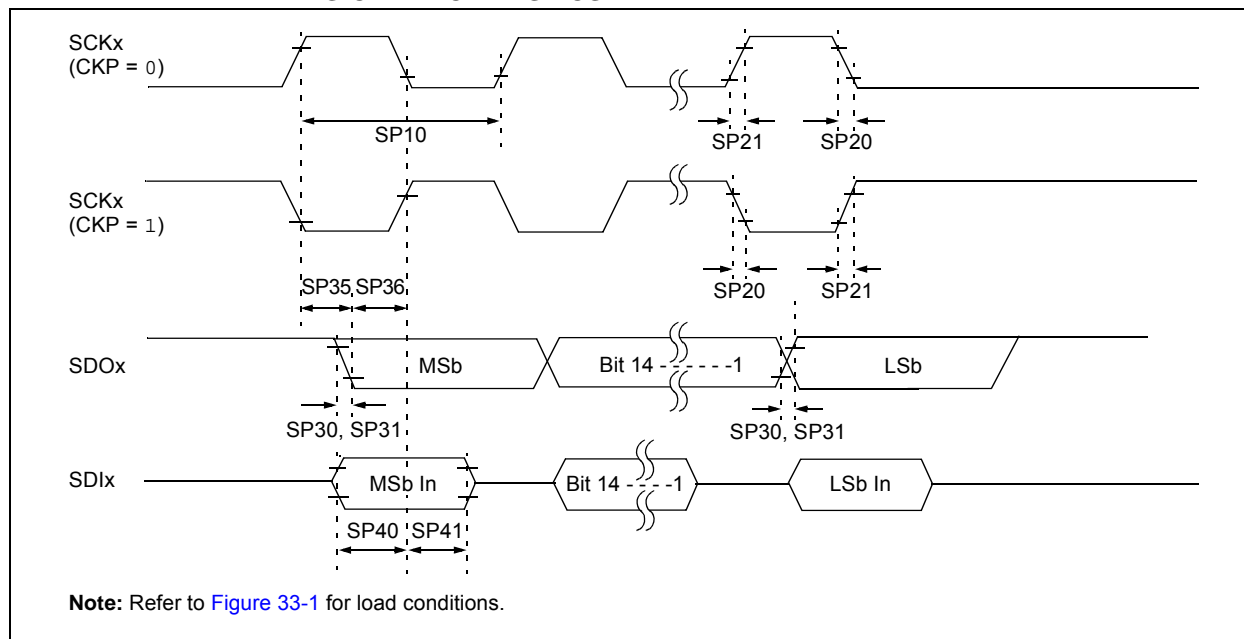 SCKx
(CKP = 0)
SP10
SP21
SP20
SCKx
(CKP = 1)
SP35 SP36
SP20
SP21
SDOx
MSb
Bit 14 - - - - - -1
LSb
SP30, SP31
SP30, SP31
SDIx
MSb In
Bit 14 - - - - -1
LSb In
SP40 SP41
Note: Refer to Figure 33-1 for load conditions.